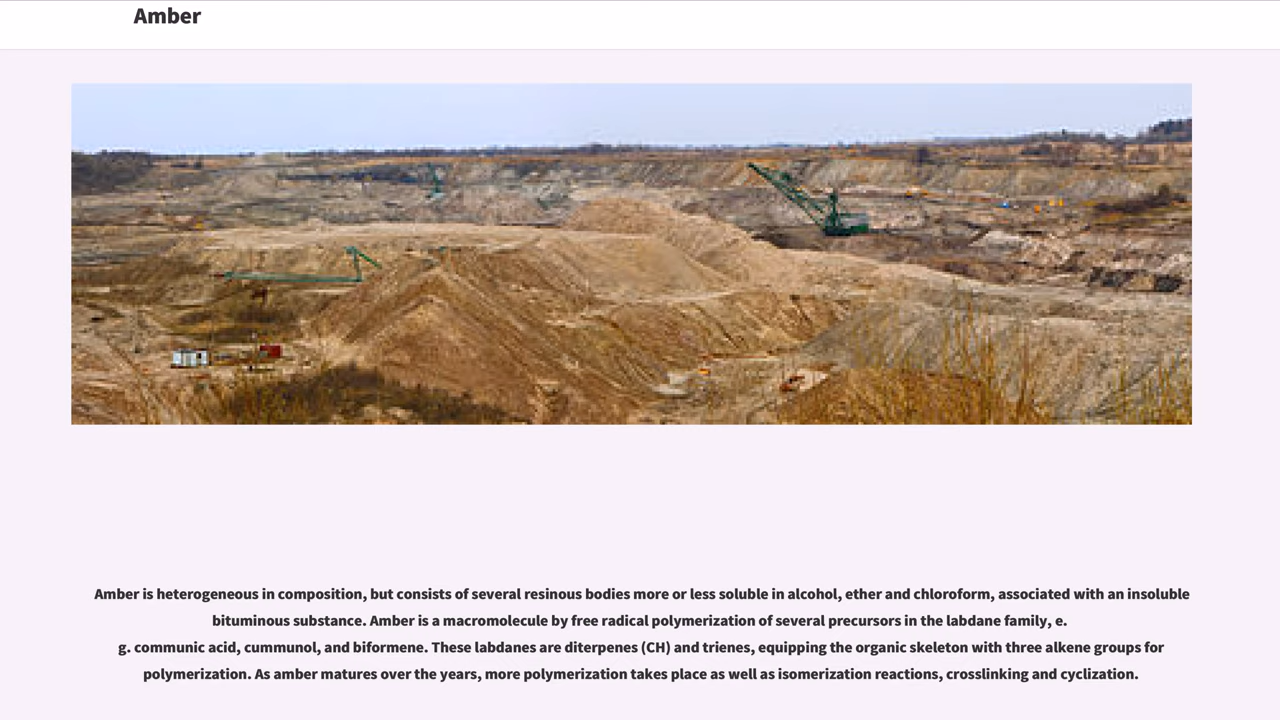 Amber
Amber is heterogeneous in composition, but consists of several resinous bodies more or less soluble in alcohol, ether and chloroform, associated with an insoluble
bituminous substance. Amber is a macromolecule by free radical polymerization of several precursors in the labdane family, e.
g. communic acid, cummunol, and biformene. These labdanes are diterpenes (CH) and trienes, equipping the organic skeleton with three alkene groups for
polymerization. As amber matures over the years, more polymerization takes place as well as isomerization reactions, crosslinking and cyclization.